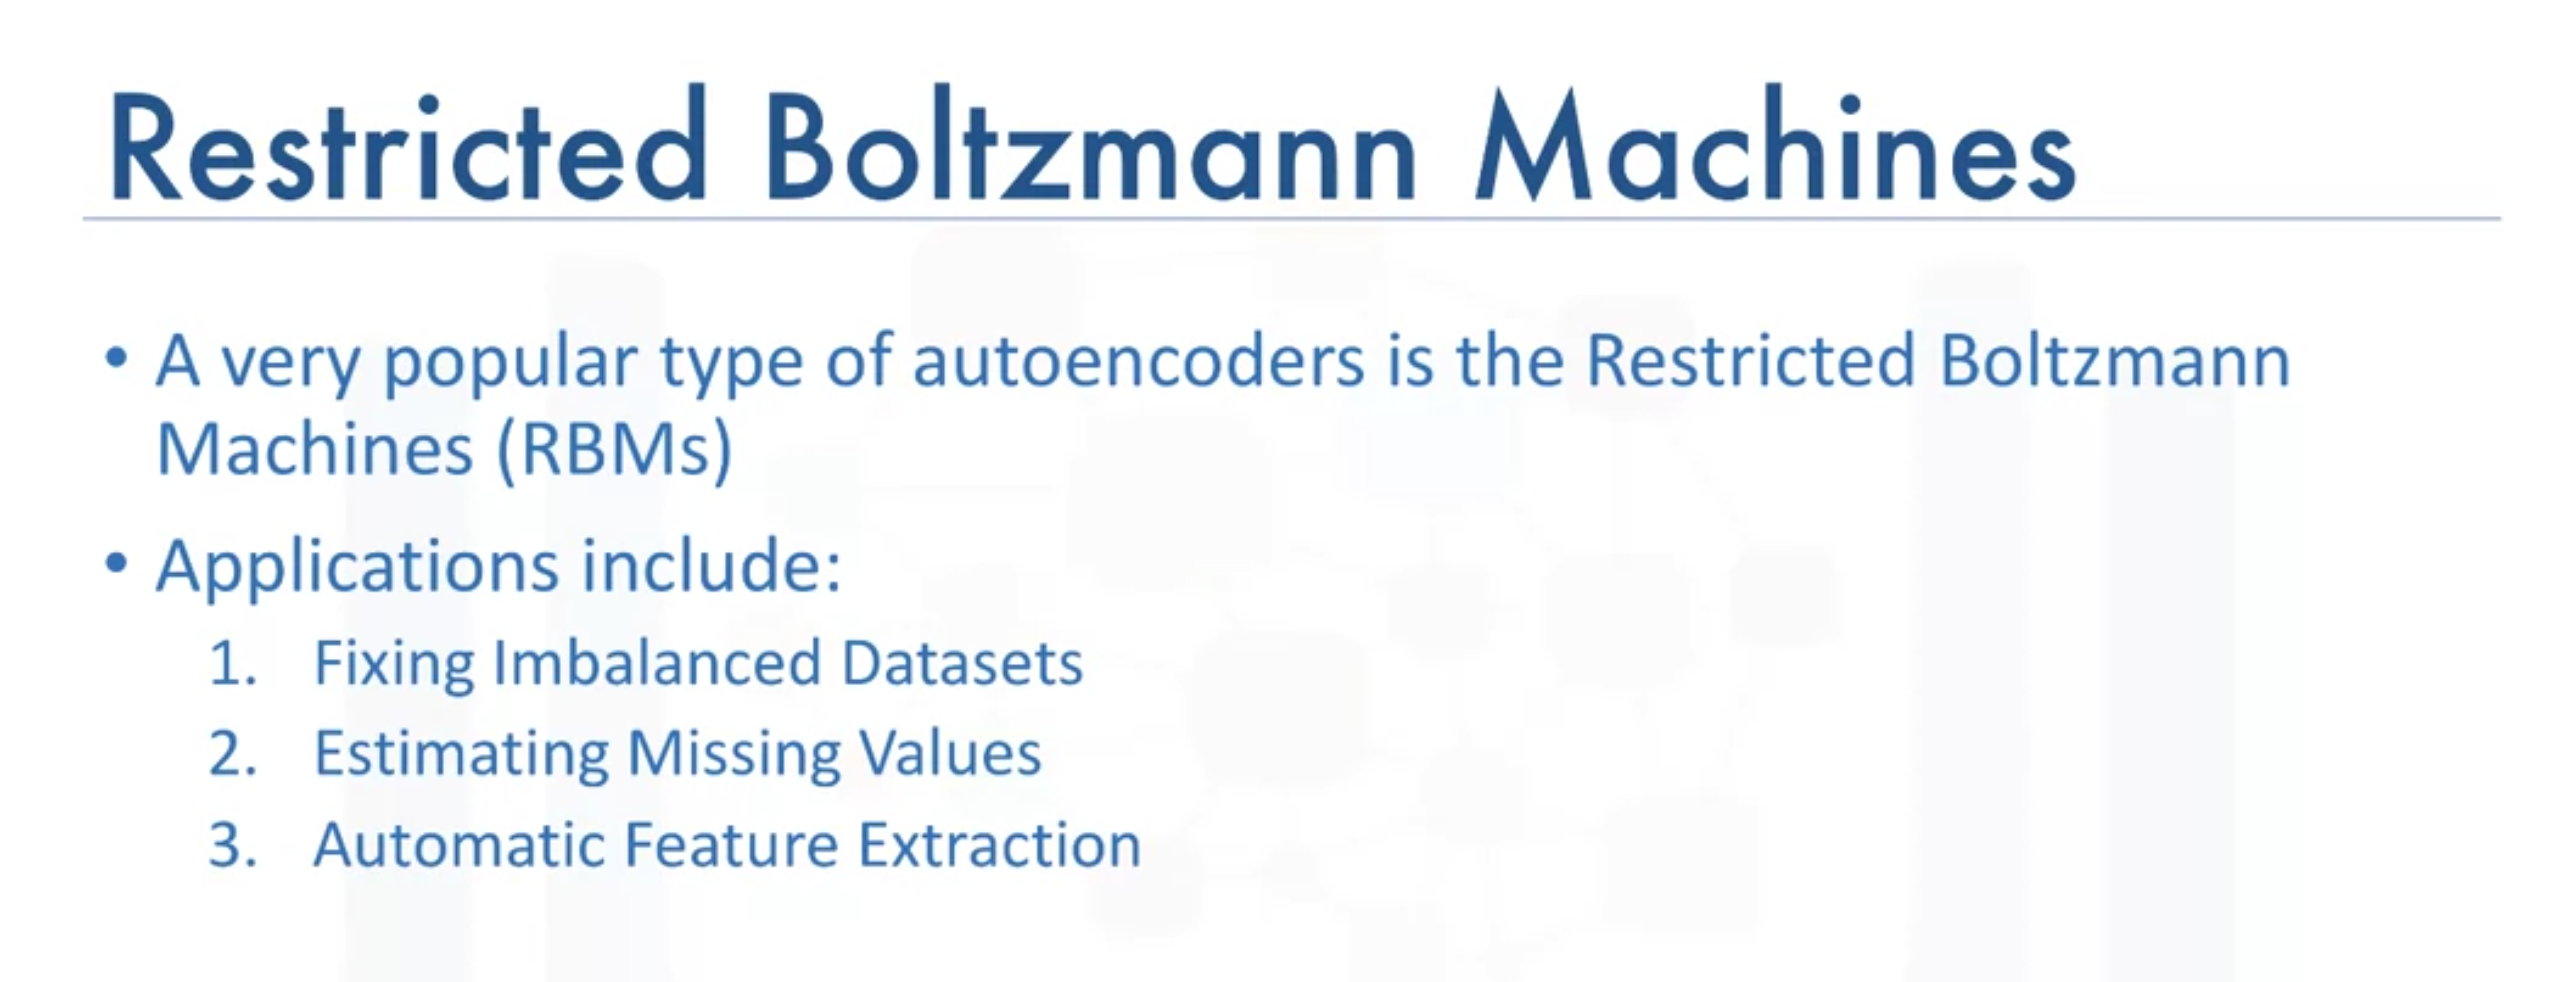 Restricted Boltzmann Machines
• A very popular type of autoencoders is the Restricted Boltzmann
Machines (RBMs)
• Applications include:
1. Fixing Imbalanced Datasets
2. Estimating Missing Values
3. Automatic Feature Extraction